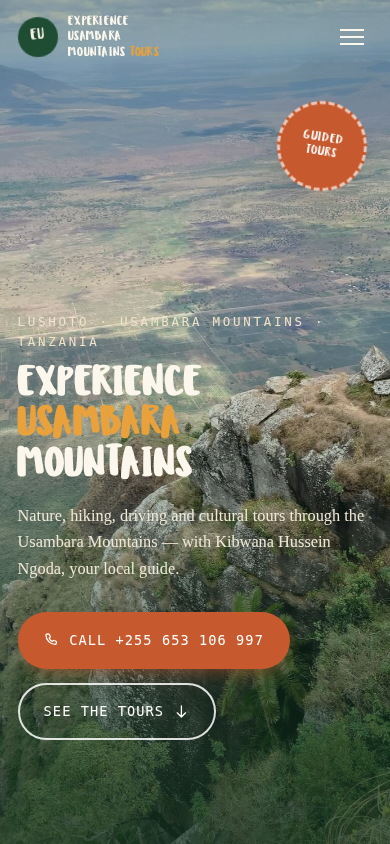 EU
EXPERIENCE
USAMBARA
MOUNTAINS TOURS
GUIDED
TOURS
LUSHOTO · USAMBARA MOUNTAINS ·
TANZANIA
EXPERIENCE
USAMBARA
MOUNTAINS
Nature, hiking, driving and cultural tours through the
Usambara Mountains — with Kibwana Hussein
Ngoda, your local guide.
CALL +255 653 106 997
SEE THE TOURS ↓